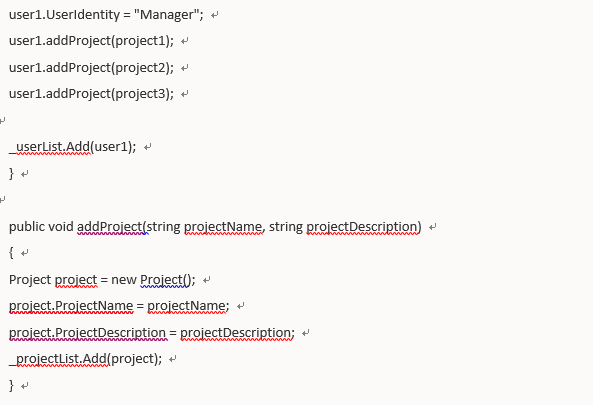 user1.UserIdentity = "Manager";
user1.addProject(project1);
user1.addProject(project2);
user1.addProject(project3);
_userList.Add(user1);
}
public void addProject(string projectName, string projectDescription)
{
Project project = new Project();
project.ProjectName = projectName;
project.ProjectDescription = projectDescription;
_projectList.Add(project);
}